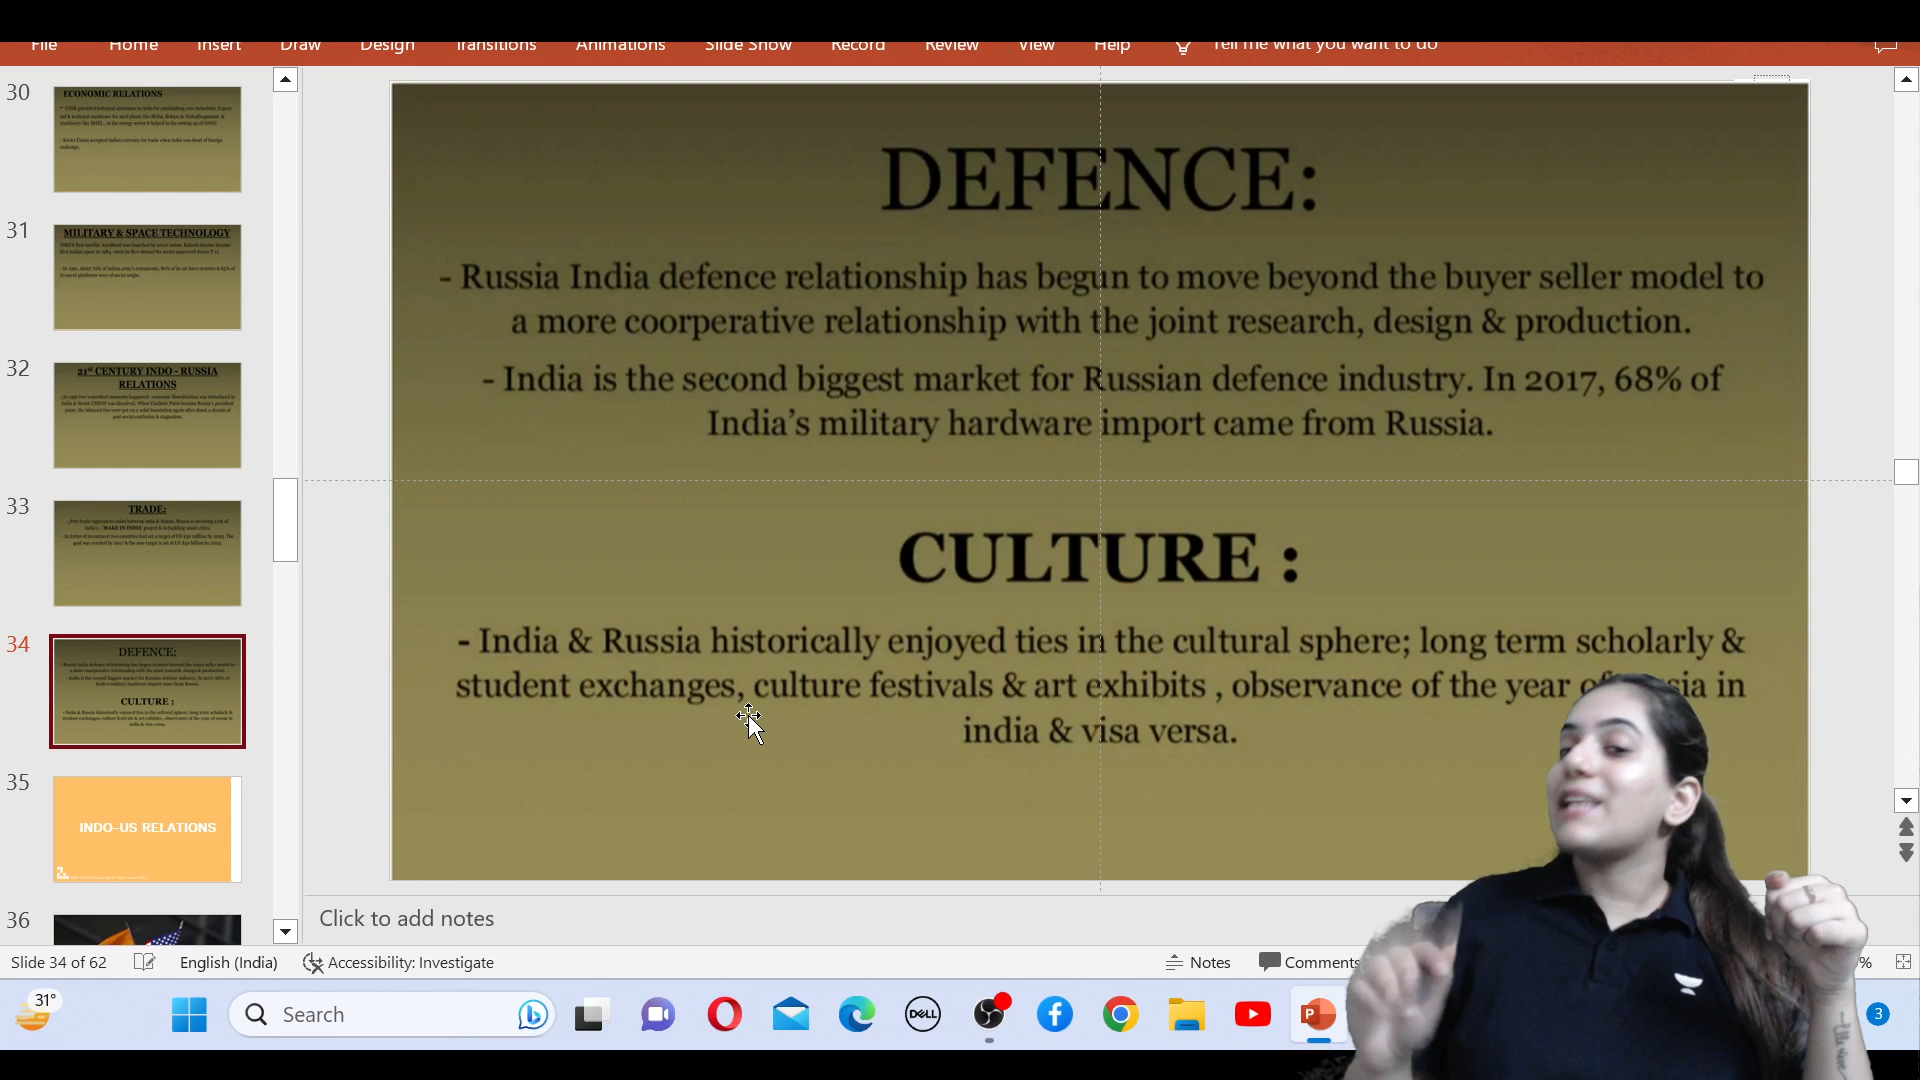 File Home Insert Draw Design Transitions Animations Slide Show Record Review View Help Tell me what you want to do
30
ECONOMIC RELATIONS
31
MILITARY & SPACE TECHNOLOGY
32
21st CENTURY INDO - RUSSIA
RELATIONS
33
TRADE:
34
DEFENCE:
CULTURE :
35
INDO-US RELATIONS
36
DEFENCE:
- Russia India defence relationship has begun to move beyond the buyer seller model to
a more coorperative relationship with the joint research, design & production.
- India is the second biggest market for Russian defence industry. In 2017, 68% of
India's military hardware import came from Russia.
CULTURE :
- India & Russia historically enjoyed ties in the cultural sphere; long term scholarly &
student exchanges, culture festivals & art exhibits , observance of the year in
india & visa versa.
Click to add notes
Slide 34 of 62 English (India) Accessibility: Investigate Notes Comments %
31° Search DELL P 3